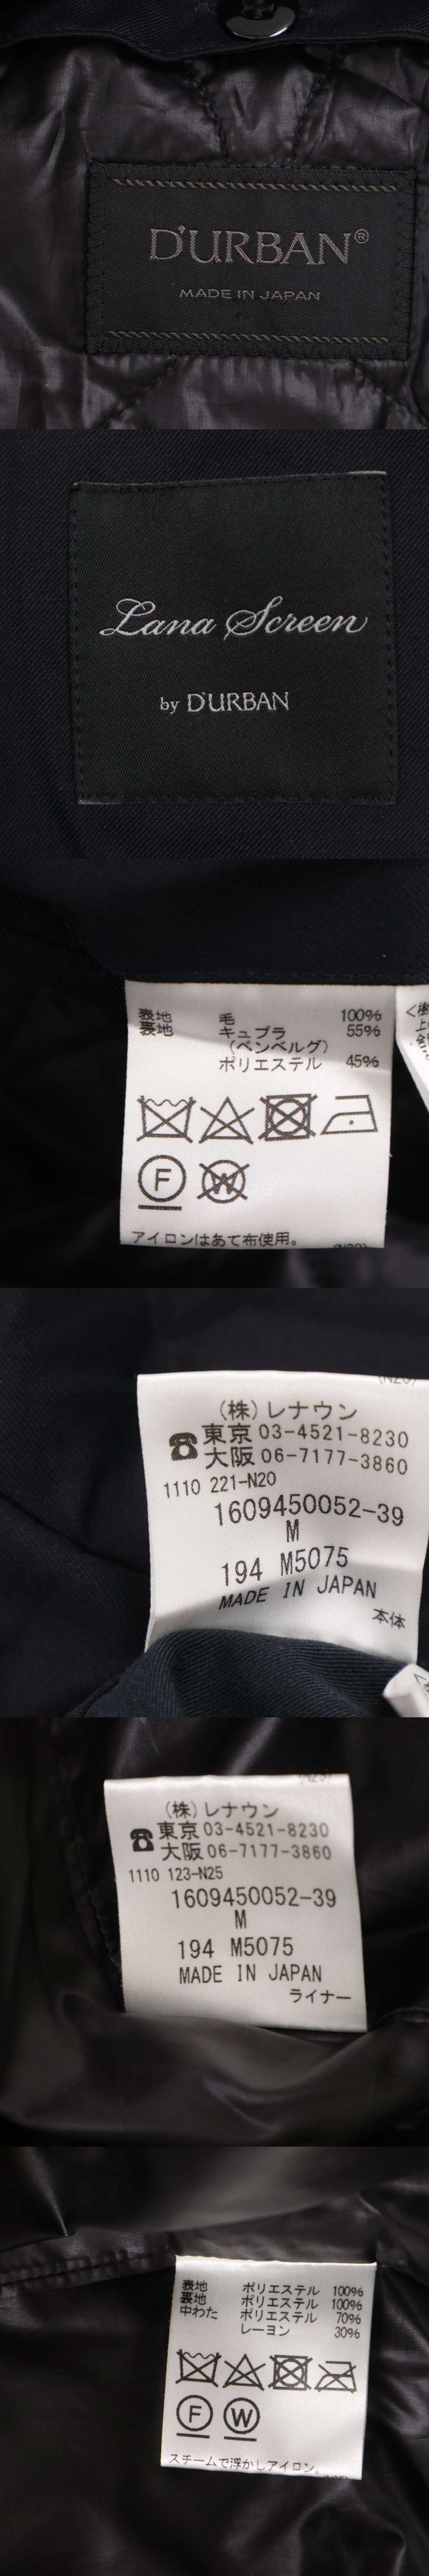 D'URBAN®
MADE IN JAPAN
Lana Screen
by D'URBAN
表地 毛 100%
裏地 キュプラ 55%
(ベンベルグ)
ポリエステル 45%
F W
アイロンはあて布使用。
(N20)
(株)レナウン
東京 03-4521-8230
大阪 06-7177-3860
1110 221-N20
1609450052-39
M
194 M5075
MADE IN JAPAN
本体
(株)レナウン
東京 03-4521-8230
大阪 06-7177-3860
1110 123-N25
1609450052-39
M
194 M5075
MADE IN JAPAN
ライナー
表地 ポリエステル 100%
裏地 ポリエステル 100%
中わた ポリエステル 70%
レーヨン 30%
F W
スチームで浮かしアイロン。